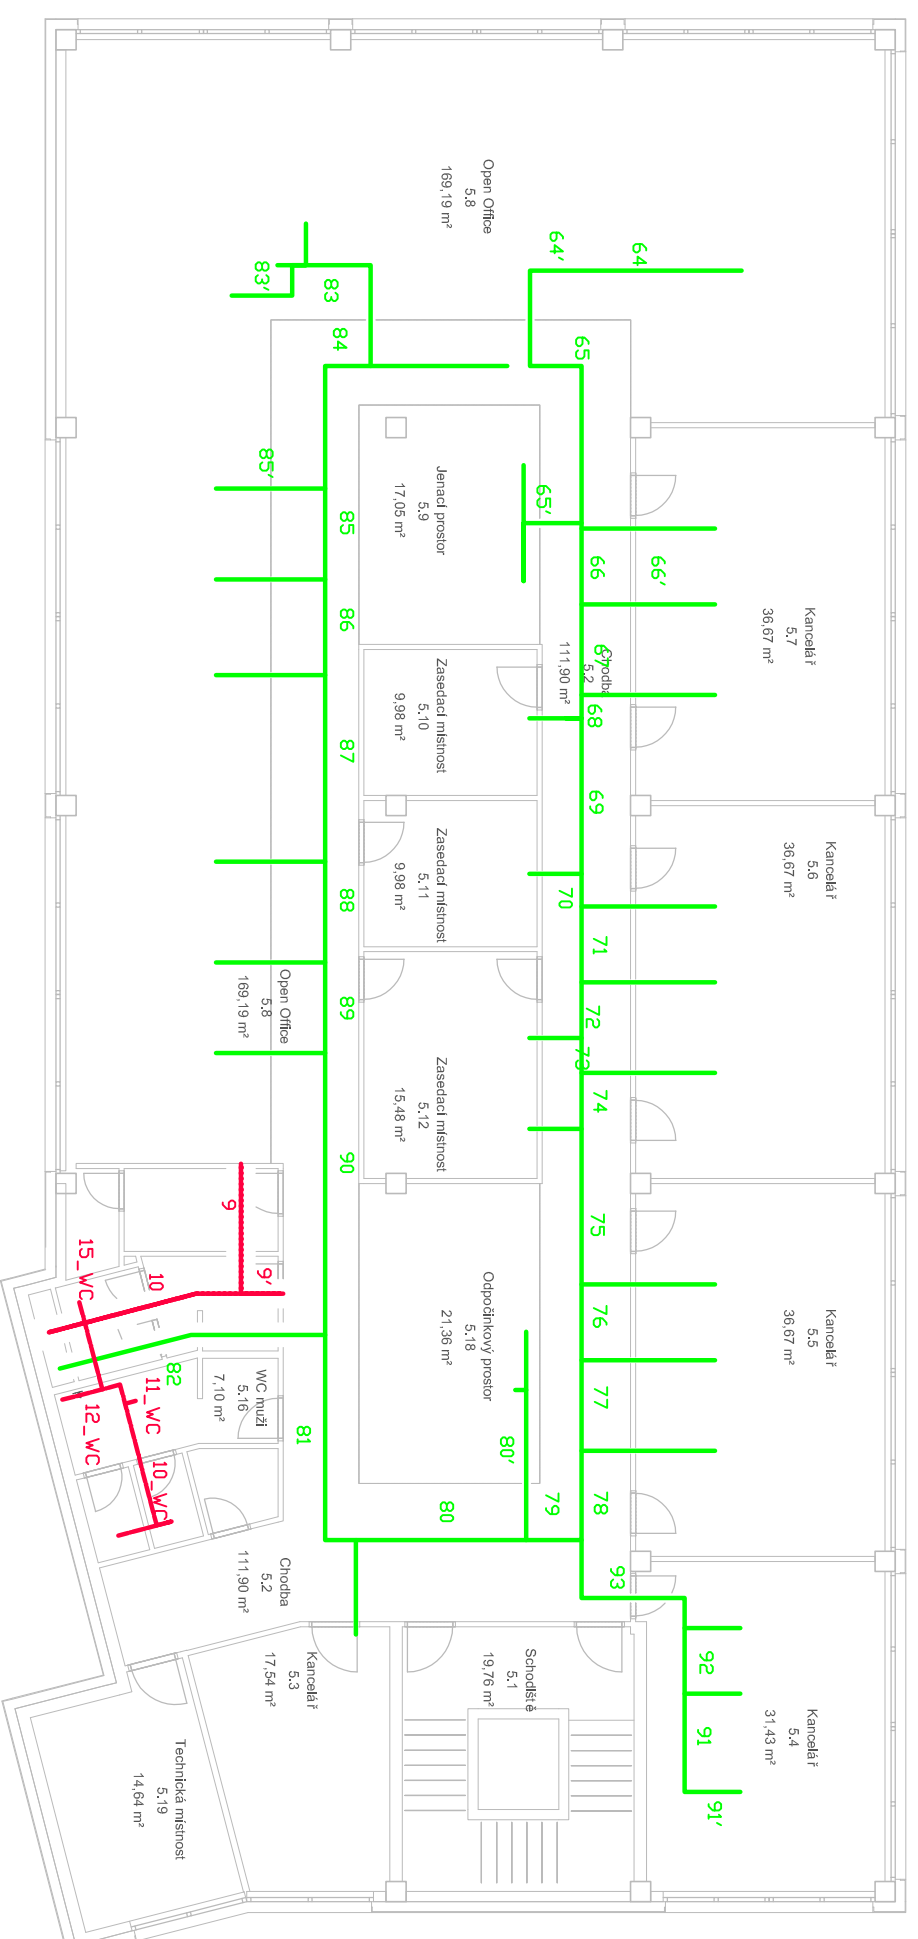 Open Office
5.8
169,19 m²
64'
64
83'
83
84
65
85'
85
Jenací prostor
5.9
17,05 m²
65'
66
66'
Kancelář
5.7
36,67 m²
86
67
Chodba
5.2
111,90 m²
68
Zasedací místnost
5.10
9,98 m²
87
69
Zasedací místnost
5.11
9,98 m²
88
70
Kancelář
5.6
36,67 m²
71
Open Office
5.8
169,19 m²
89
72
73
74
Zasedací místnost
5.12
15,48 m²
90
75
9
9'
10
15_WC
76
Odpočinkový prostor
5.18
21,36 m²
Kancelář
5.5
36,67 m²
82
77
WC muži
5.16
7,10 m²
11_WC
12_WC
10_WC
81
80'
80
79
78
Chodba
5.2
111,90 m²
93
Kancelář
5.3
17,54 m²
Schodiště
5.1
19,76 m²
92
91
91'
Kancelář
5.4
31,43 m²
Technická místnost
5.19
14,64 m²